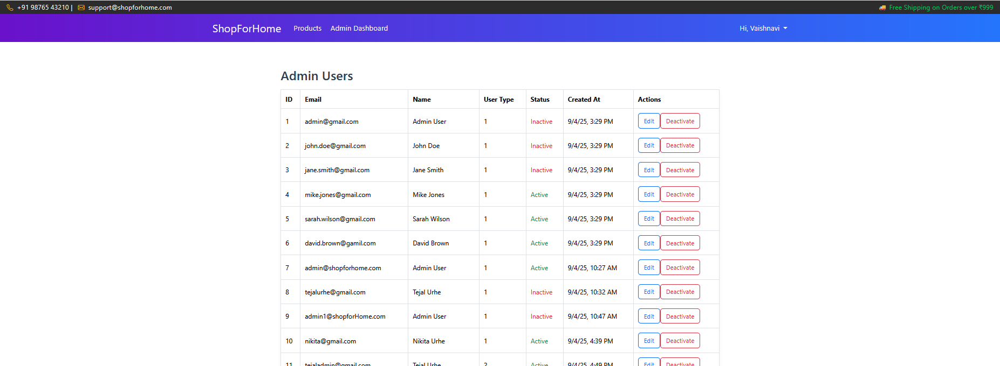 +91 98765 43210 | support@shopforhome.com Free Shipping on Orders over ₹999
ShopForHome Products Admin Dashboard Hi, Vaishnavi
Admin Users
ID Email Name User Type Status Created At Actions
1 admin@gmail.com Admin User 1 Inactive 9/4/25, 3:29 PM Edit Deactivate
2 john.doe@gmail.com John Doe 1 Inactive 9/4/25, 3:29 PM Edit Deactivate
3 jane.smith@gmail.com Jane Smith 1 Inactive 9/4/25, 3:29 PM Edit Deactivate
4 mike.jones@gmail.com Mike Jones 1 Active 9/4/25, 3:29 PM Edit Deactivate
5 sarah.wilson@gmail.com Sarah Wilson 1 Active 9/4/25, 3:29 PM Edit Deactivate
6 david.brown@gamil.com David Brown 1 Active 9/4/25, 3:29 PM Edit Deactivate
7 admin@shopforhome.com Admin User 1 Active 9/4/25, 10:27 AM Edit Deactivate
8 tejalurhe@gmail.com Tejal Urhe 1 Inactive 9/4/25, 10:32 AM Edit Deactivate
9 admin1@shopforHome.com Admin User 1 Inactive 9/4/25, 10:47 AM Edit Deactivate
10 nikita@gmail.com Nikita Urhe 1 Active 9/4/25, 4:39 PM Edit Deactivate
11 tejaladmin@gmail.com Tejal Urhe 2 Active 9/4/25, 4:49 PM Edit Deactivate